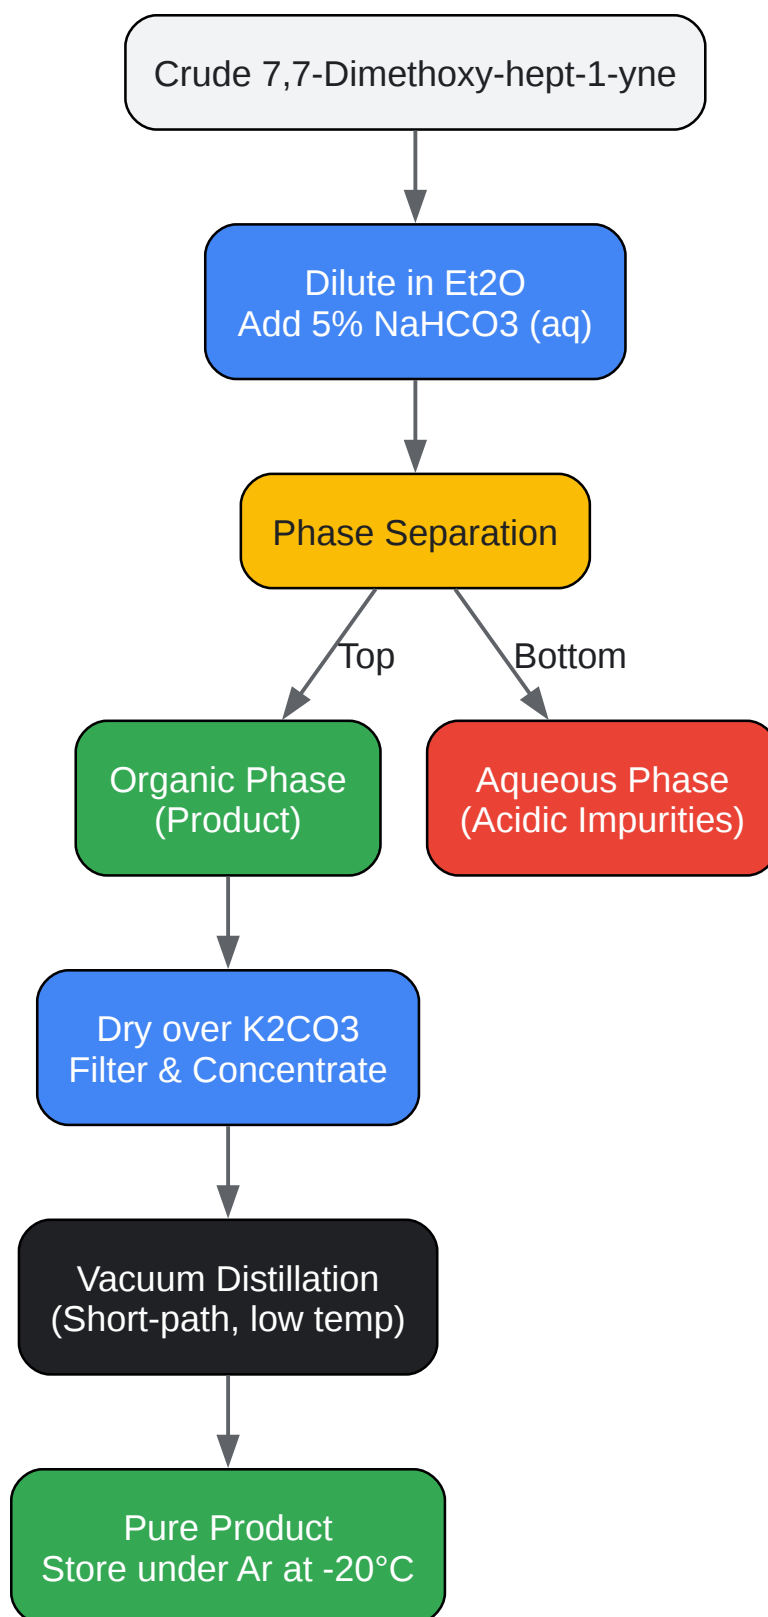 Crude 7,7-Dimethoxy-hept-1-yne
Dilute in Et2O
Add 5% NaHCO3 (aq)
Phase Separation
Top
Bottom
Organic Phase
(Product)
Aqueous Phase
(Acidic Impurities)
Dry over K2CO3
Filter & Concentrate
Vacuum Distillation
(Short-path, low temp)
Pure Product
Store under Ar at -20°C